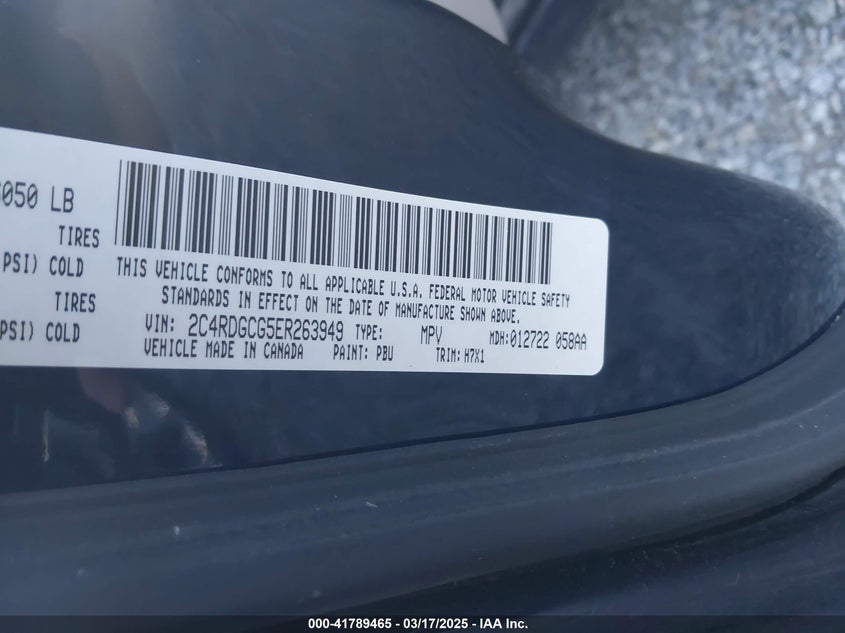 050 LB
TIRES
PSI) COLD
THIS VEHICLE CONFORMS TO ALL APPLICABLE U.S.A. FEDERAL MOTOR VEHICLE SAFETY
TIRES
STANDARDS IN EFFECT ON THE DATE OF MANUFACTURE SHOWN ABOVE.
PSI) COLD
VIN: 2C4RDGCG5ER263949 TYPE: MPV MDH:012722 058AA
VEHICLE MADE IN CANADA PAINT: PBU TRIM: H7X1
000-41789465 - 03/17/2025 - IAA Inc.